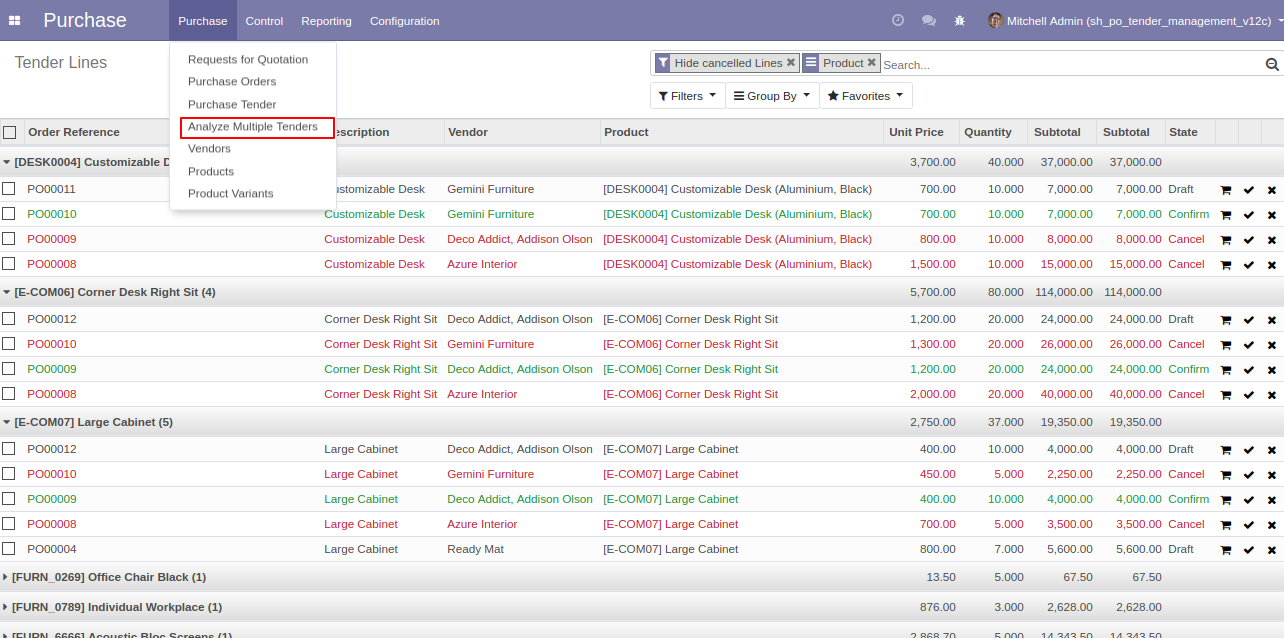 Purchase Purchase Control Reporting Configuration Mitchell Admin (sh_po_tender_management_v12c)
Tender Lines Hide cancelled Lines Product Search...
Filters Group By Favorites
Requests for Quotation
Purchase Orders
Purchase Tender
Analyze Multiple Tenders
Vendors
Products
Product Variants
Order Reference escription Vendor Product Unit Price Quantity Subtotal Subtotal State
[DESK0004] Customizable D 3,700.00 40.000 37,000.00 37,000.00
PO00011 ustomizable Desk Gemini Furniture [DESK0004] Customizable Desk (Aluminium, Black) 700.00 10.000 7,000.00 7,000.00 Draft
PO00010 Customizable Desk Gemini Furniture [DESK0004] Customizable Desk (Aluminium, Black) 700.00 10.000 7,000.00 7,000.00 Confirm
PO00009 Customizable Desk Deco Addict, Addison Olson [DESK0004] Customizable Desk (Aluminium, Black) 800.00 10.000 8,000.00 8,000.00 Cancel
PO00008 Customizable Desk Azure Interior [DESK0004] Customizable Desk (Aluminium, Black) 1,500.00 10.000 15,000.00 15,000.00 Cancel
[E-COM06] Corner Desk Right Sit (4) 5,700.00 80.000 114,000.00 114,000.00
PO00012 Corner Desk Right Sit Deco Addict, Addison Olson [E-COM06] Corner Desk Right Sit 1,200.00 20.000 24,000.00 24,000.00 Draft
PO00010 Corner Desk Right Sit Gemini Furniture [E-COM06] Corner Desk Right Sit 1,300.00 20.000 26,000.00 26,000.00 Cancel
PO00009 Corner Desk Right Sit Deco Addict, Addison Olson [E-COM06] Corner Desk Right Sit 1,200.00 20.000 24,000.00 24,000.00 Confirm
PO00008 Corner Desk Right Sit Azure Interior [E-COM06] Corner Desk Right Sit 2,000.00 20.000 40,000.00 40,000.00 Cancel
[E-COM07] Large Cabinet (5) 2,750.00 37.000 19,350.00 19,350.00
PO00012 Large Cabinet Deco Addict, Addison Olson [E-COM07] Large Cabinet 400.00 10.000 4,000.00 4,000.00 Draft
PO00010 Large Cabinet Gemini Furniture [E-COM07] Large Cabinet 450.00 5.000 2,250.00 2,250.00 Cancel
PO00009 Large Cabinet Deco Addict, Addison Olson [E-COM07] Large Cabinet 400.00 10.000 4,000.00 4,000.00 Confirm
PO00008 Large Cabinet Azure Interior [E-COM07] Large Cabinet 700.00 5.000 3,500.00 3,500.00 Cancel
PO00004 Large Cabinet Ready Mat [E-COM07] Large Cabinet 800.00 7.000 5,600.00 5,600.00 Draft
[FURN_0269] Office Chair Black (1) 13.50 5.000 67.50 67.50
[FURN_0789] Individual Workplace (1) 876.00 3.000 2,628.00 2,628.00
[FURN_6666] Acoustic Bloc Screens (1) 2,868.70 5.000 14,343.50 14,343.50